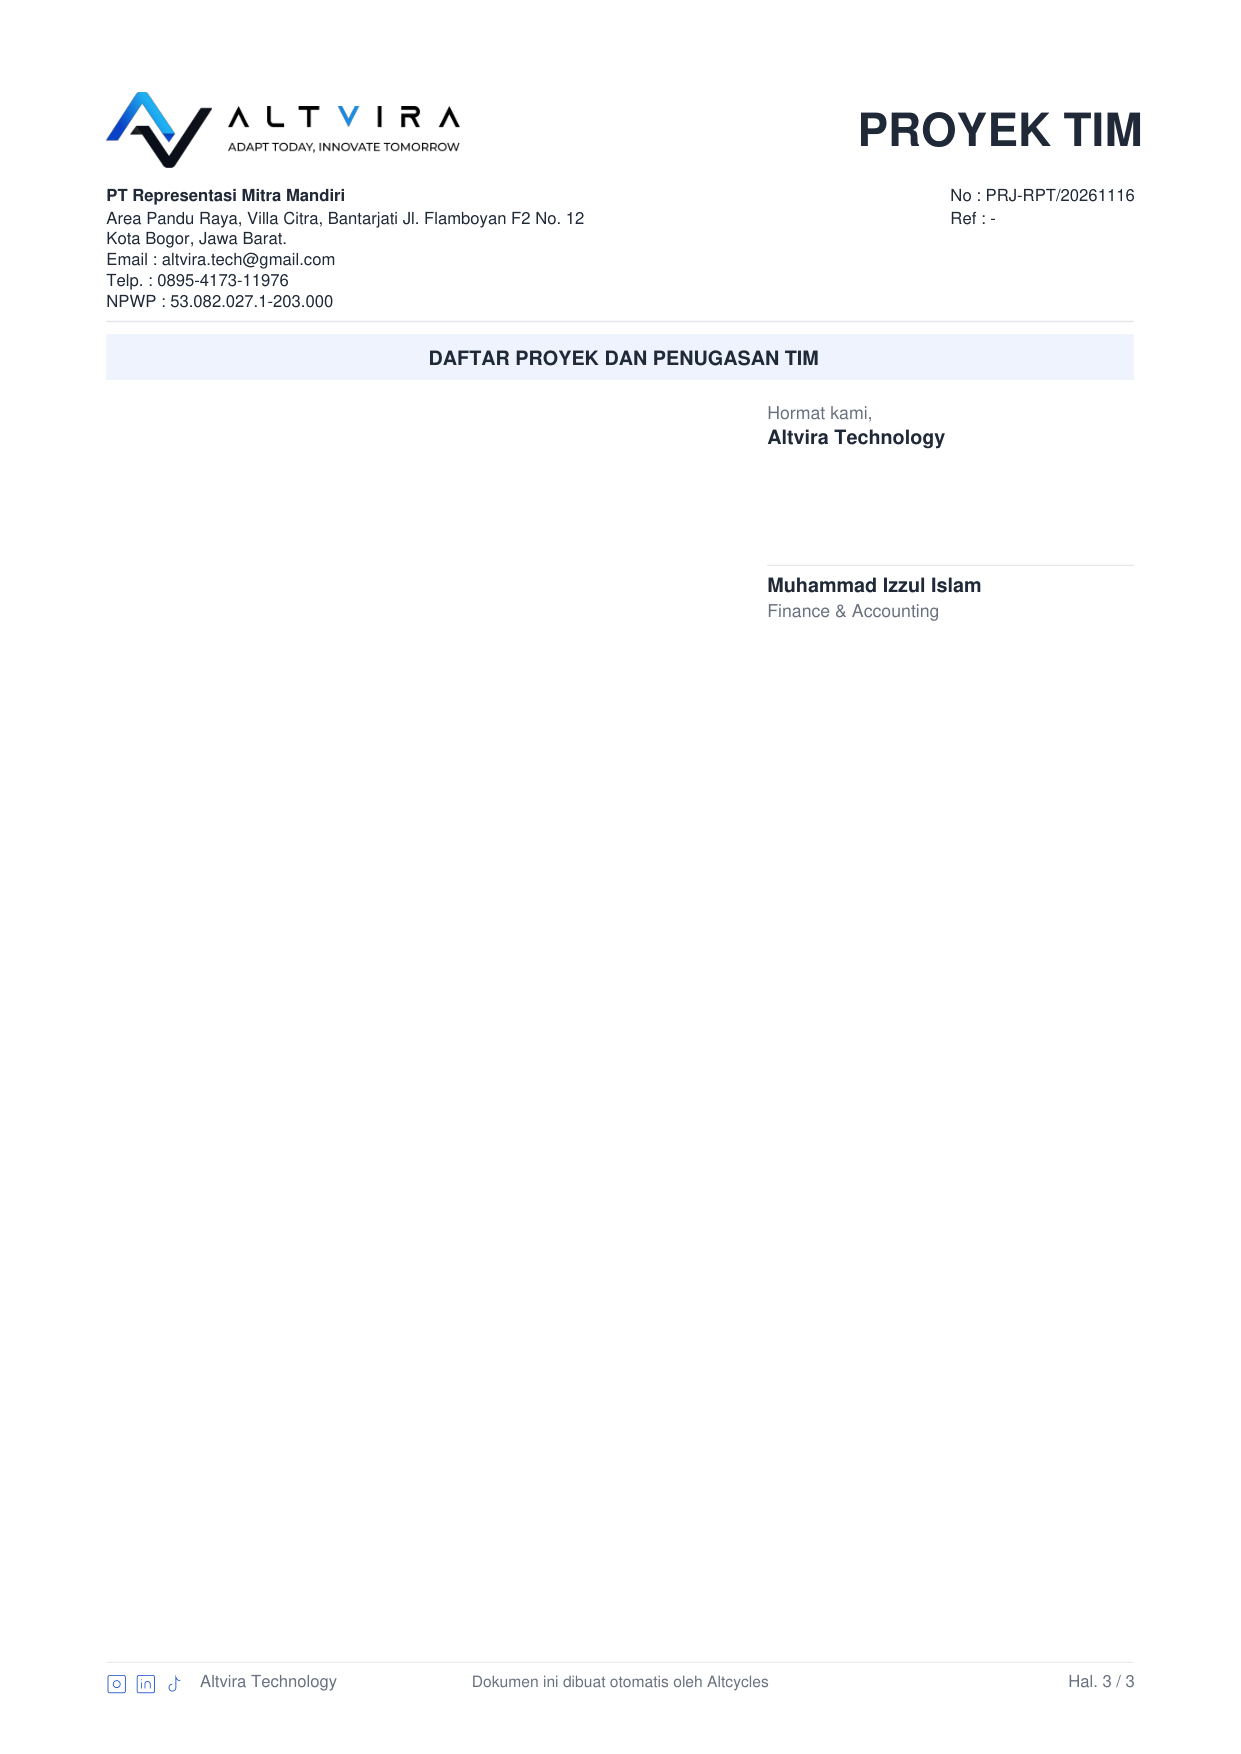 ALTVIRA
ADAPT TODAY, INNOVATE TOMORROW
PROYEK TIM
PT Representasi Mitra Mandiri
Area Pandu Raya, Villa Citra, Bantarjati Jl. Flamboyan F2 No. 12
Kota Bogor, Jawa Barat.
Email : altvira.tech@gmail.com
Telp. : 0895-4173-11976
NPWP : 53.082.027.1-203.000
No : PRJ-RPT/20261116
Ref : -
DAFTAR PROYEK DAN PENUGASAN TIM
Hormat kami,
Altvira Technology
Muhammad Izzul Islam
Finance & Accounting
Altvira Technology
Dokumen ini dibuat otomatis oleh Altcycles
Hal. 3 / 3